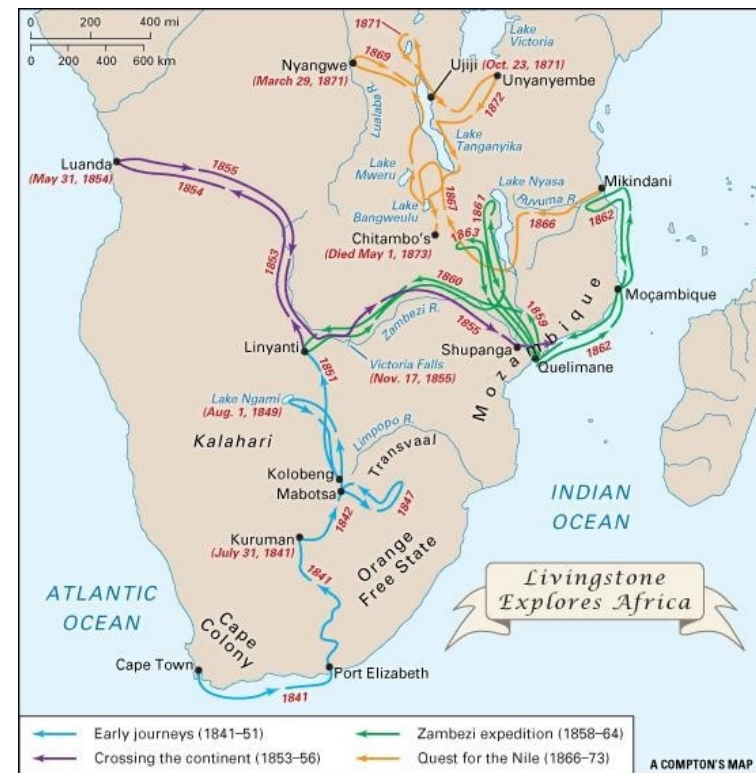 0 200 400 mi
0 200 400 600 km
1871
Lake
Victoria
Nyangwe
(March 29, 1871)
1869
Ujiji (Oct. 23, 1871)
Unyanyembe
1872
Lualaba R.
Lake
Tanganyika
Luanda
(May 31, 1854)
1855
1854
Lake
Mweru
1867
1861
Lake Nyasa
Mikindani
Ruvuma R.
Lake
Bangweulu
1862
1866
Chitambo's
(Died May 1, 1873)
1863
1853
1860
Moçambique
Zambezi R.
1859
1855
Mozambique
Linyanti
Shupanga
1862
Quelimane
Victoria Falls
(Nov. 17, 1855)
1851
Lake Ngami
(Aug. 1, 1849)
Kalahari
Limpopo R.
Transvaal
Kolobeng
Mabotsa
1847
1842
INDIAN
OCEAN
Kuruman
(July 31, 1841)
1841
Orange
Free State
Livingstone
Explores Africa
ATLANTIC
OCEAN
Cape
Colony
Cape Town
Port Elizabeth
1841
Early journeys (1841–51)
Zambezi expedition (1858–64)
Crossing the continent (1853–56)
Quest for the Nile (1866–73)
A COMPTON'S MAP